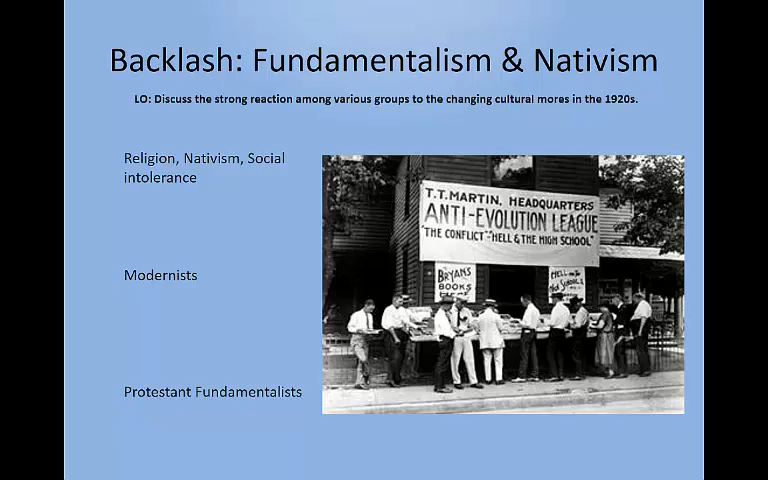 Backlash: Fundamentalism & Nativism
LO: Discuss the strong reaction among various groups to the changing cultural mores in the 1920s.
Religion, Nativism, Social
intolerance
Modernists
Protestant Fundamentalists
T.T. MARTIN, HEADQUARTERS
ANTI-EVOLUTION LEAGUE
"THE CONFLICT"-"HELL & THE HIGH SCHOOL"
BRYAN'S
BOOKS
HERE
HELL and the
High School